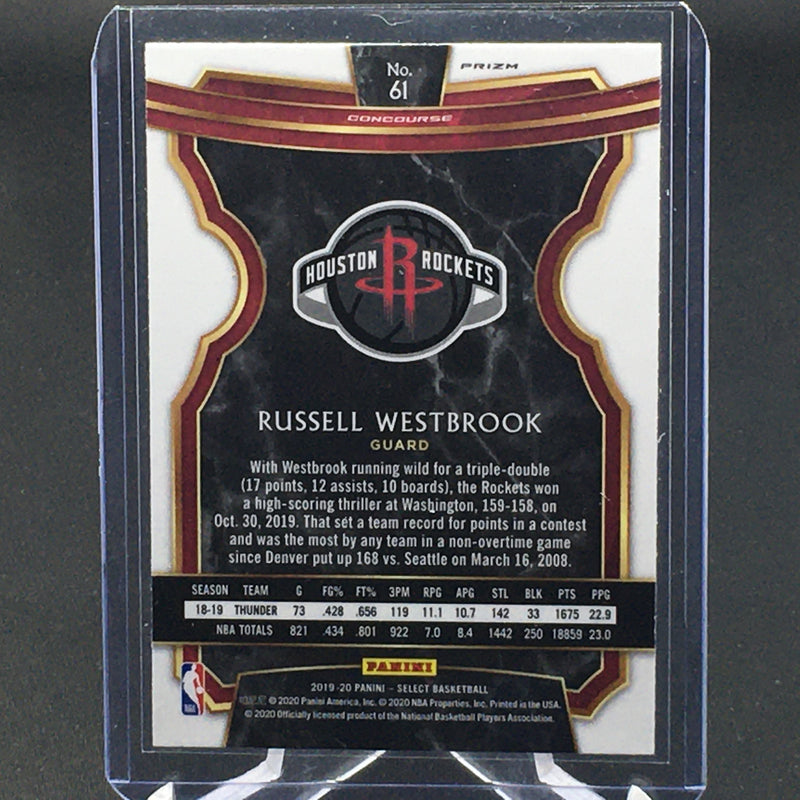 No.
61
PRIZM
CONCOURSE
HOUSTON R ROCKETS
RUSSELL WESTBROOK
GUARD
With Westbrook running wild for a triple-double
(17 points, 12 assists, 10 boards), the Rockets won
a high-scoring thriller at Washington, 159-158, on
Oct. 30, 2019. That set a team record for points in a contest
and was the most by any team in a non-overtime game
since Denver put up 168 vs. Seattle on March 16, 2008.
SEASON TEAM G FG% FT% 3PM RPG APG STL BLK PTS PPG
18-19 THUNDER 73 .428 .656 119 11.1 10.7 142 33 1675 22.9
NBA TOTALS 821 .434 .801 922 7.0 8.4 1442 250 18859 23.0
PANINI
NBA
2019-20 PANINI – SELECT BASKETBALL
© 2020 Panini America, Inc. © 2020 NBA Properties, Inc. Printed in the USA.
© 2020 Officially licensed product of the National Basketball Players Association.